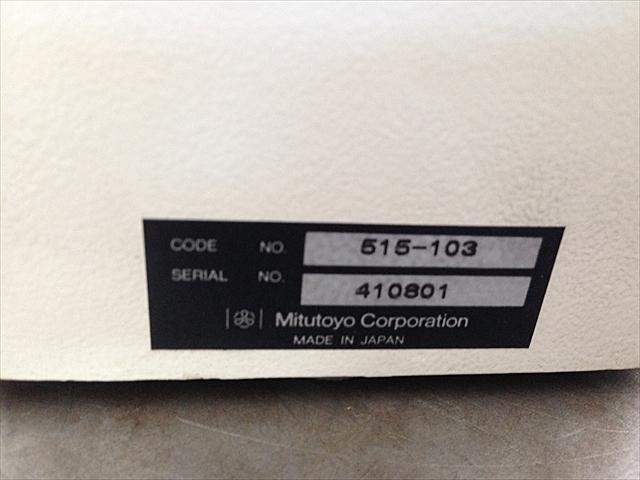 CODE NO. 515-103
SERIAL NO. 410801
Mitutoyo Corporation
MADE IN JAPAN